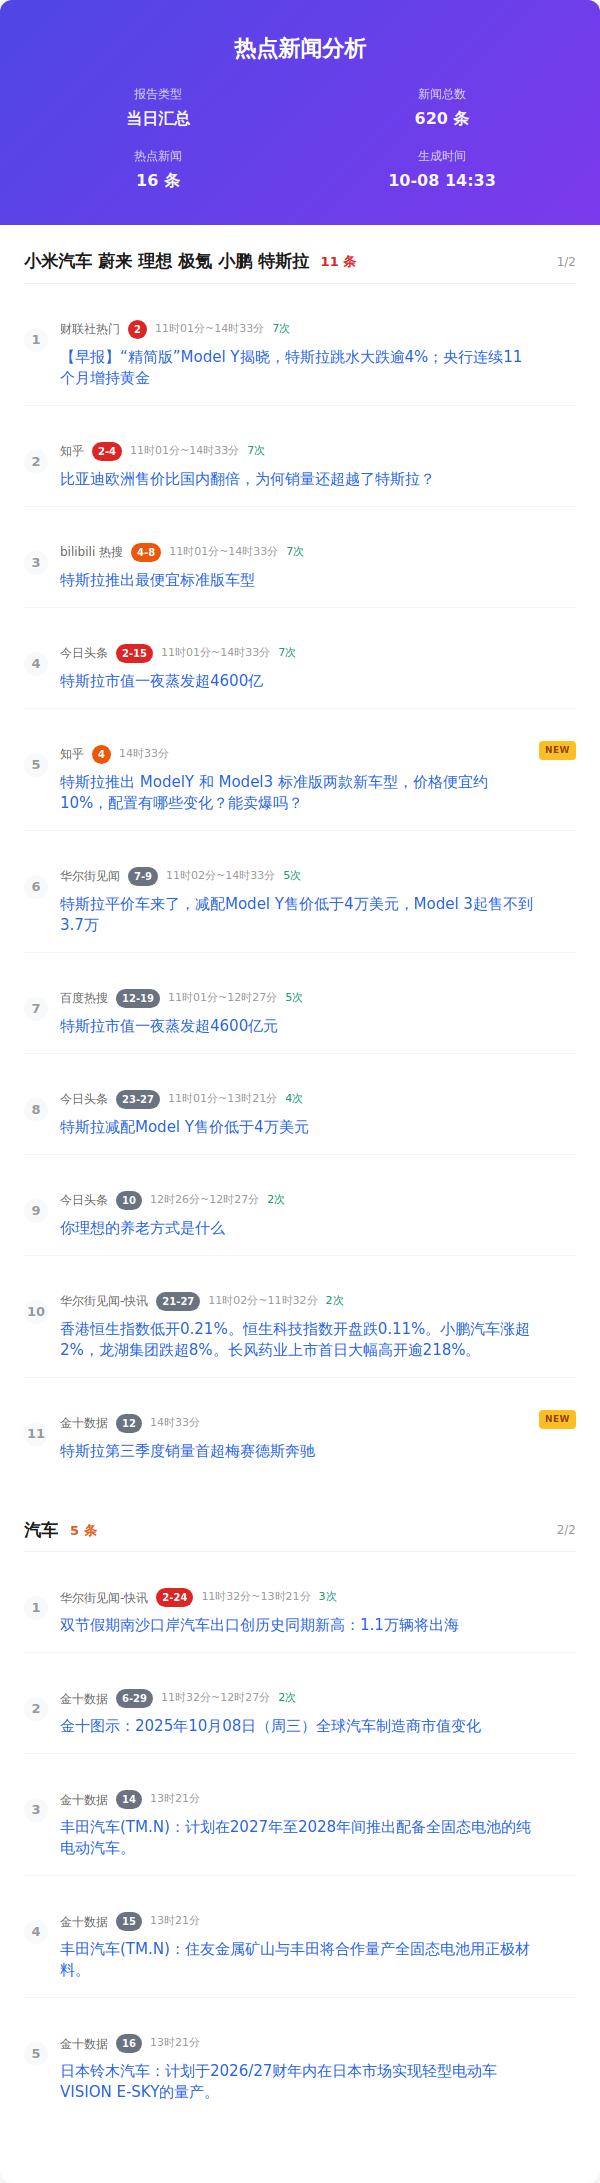 热点新闻分析
报告类型
新闻总数
当日汇总
620 条
热点新闻
生成时间
16 条
10-08 14:33
小米汽车 蔚来 理想 极氪 小鹏 特斯拉 11 条 1/2
1
财联社热门 2 11时01分~14时33分 7次
【早报】“精简版”Model Y揭晓，特斯拉跳水大跌逾4%；央行连续11
个月增持黄金
2
知乎 2-4 11时01分~14时33分 7次
比亚迪欧洲售价比国内翻倍，为何销量还超越了特斯拉？
3
bilibili 热搜 4-8 11时01分~14时33分 7次
特斯拉推出最便宜标准版车型
4
今日头条 2-15 11时01分~14时33分 7次
特斯拉市值一夜蒸发超4600亿
5
知乎 4 14时33分 NEW
特斯拉推出 ModelY 和 Model3 标准版两款新车型，价格便宜约
10%，配置有哪些变化？能卖爆吗？
6
华尔街见闻 7-9 11时02分~14时33分 5次
特斯拉平价车来了，减配Model Y售价低于4万美元，Model 3起售不到
3.7万
7
百度热搜 12-19 11时01分~12时27分 5次
特斯拉市值一夜蒸发超4600亿元
8
今日头条 23-27 11时01分~13时21分 4次
特斯拉减配Model Y售价低于4万美元
9
今日头条 10 12时26分~12时27分 2次
你理想的养老方式是什么
10
华尔街见闻-快讯 21-27 11时02分~11时32分 2次
香港恒生指数低开0.21%。恒生科技指数开盘跌0.11%。小鹏汽车涨超
2%，龙湖集团跌超8%。长风药业上市首日大幅高开逾218%。
11
金十数据 12 14时33分 NEW
特斯拉第三季度销量首超梅赛德斯奔驰
汽车 5 条 2/2
1
华尔街见闻-快讯 2-24 11时32分~13时21分 3次
双节假期南沙口岸汽车出口创历史同期新高：1.1万辆将出海
2
金十数据 6-29 11时32分~12时27分 2次
金十图示：2025年10月08日（周三）全球汽车制造商市值变化
3
金十数据 14 13时21分
丰田汽车(TM.N)：计划在2027年至2028年间推出配备全固态电池的纯
电动汽车。
4
金十数据 15 13时21分
丰田汽车(TM.N)：住友金属矿山与丰田将合作量产全固态电池用正极材
料。
5
金十数据 16 13时21分
日本铃木汽车：计划于2026/27财年内在日本市场实现轻型电动车
VISION E-SKY的量产。